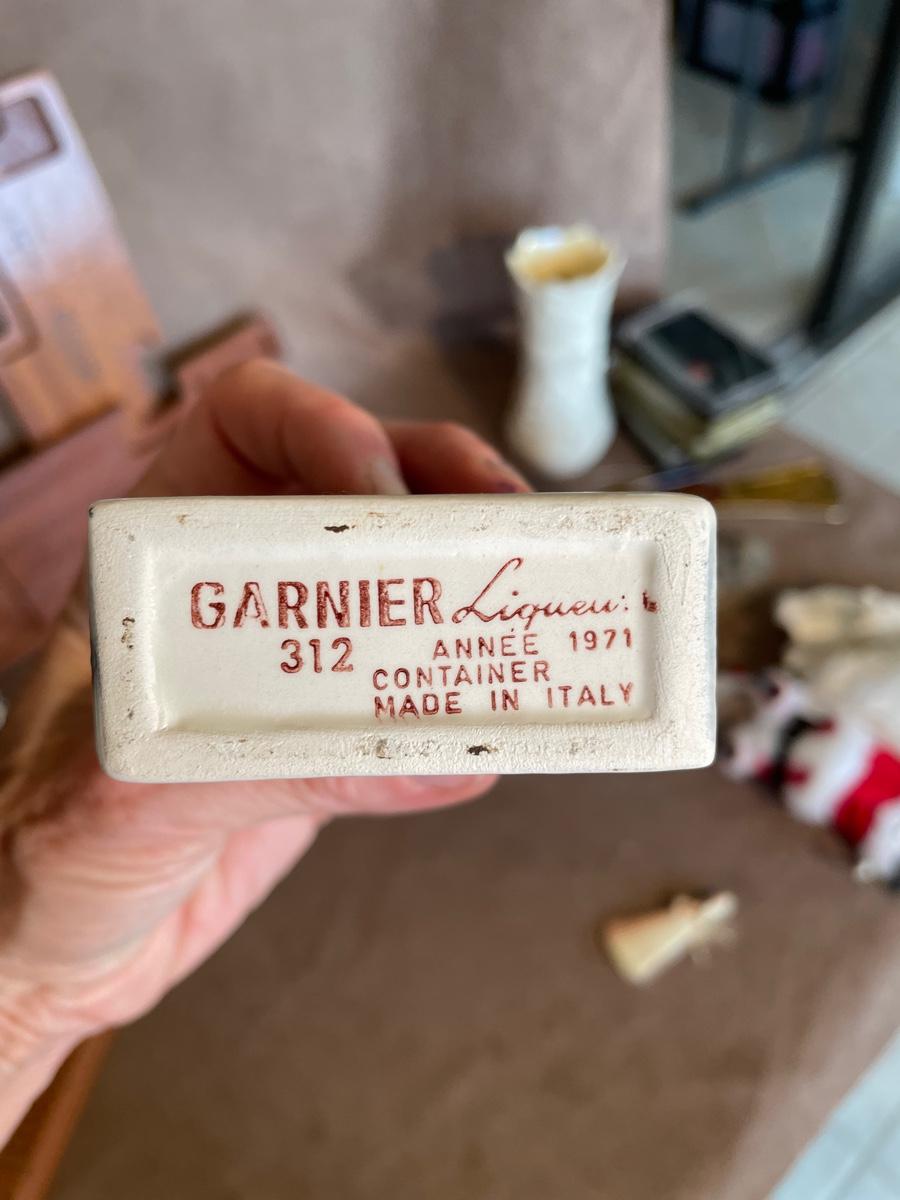 GARNIER Liqueur
312 ANNÉE 1971
CONTAINER
MADE IN ITALY